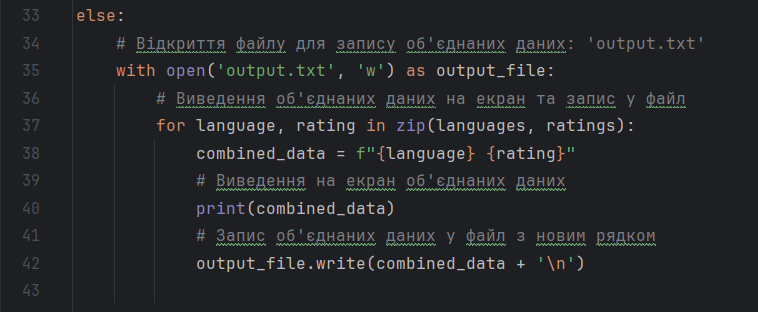 33 else:
34     # Відкриття файлу для запису об'єднаних даних: 'output.txt'
35     with open('output.txt', 'w') as output_file:
36         # Виведення об'єднаних даних на екран та запис у файл
37         for language, rating in zip(languages, ratings):
38             combined_data = f"{language} {rating}"
39             # Виведення на екран об'єднаних даних
40             print(combined_data)
41             # Запис об'єднаних даних у файл з новим рядком
42             output_file.write(combined_data + '\n')
43